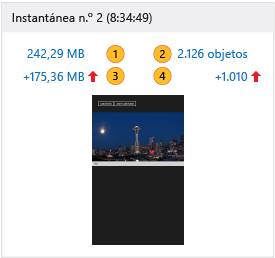 Instantánea n.º 2 (8:34:49)
242,29 MB 1 2 2.126 objetos
+175,36 MB 3 4 +1.010